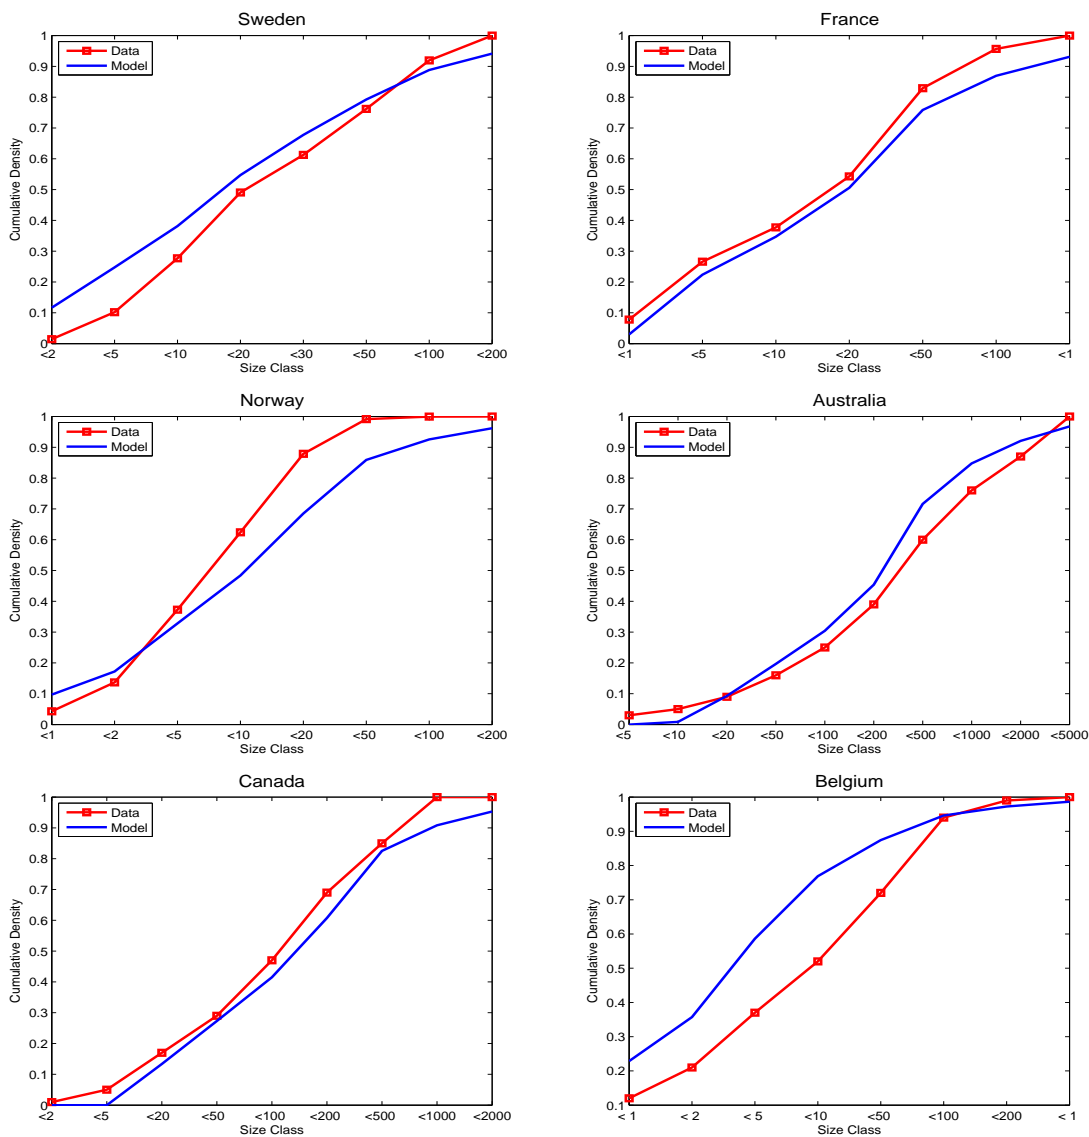 Sweden
1
0.9
0.8
0.7
0.6
0.5
0.4
0.3
0.2
0.1
0
Cumulative Density
Data
Model
<2 <5 <10 <20 <30 <50 <100 <200
Size Class
France
1
0.9
0.8
0.7
0.6
0.5
0.4
0.3
0.2
0.1
0
Cumulative Density
Data
Model
<1 <5 <10 <20 <50 <100 <1
Size Class
Norway
1
0.9
0.8
0.7
0.6
0.5
0.4
0.3
0.2
0.1
0
Cumulative Density
Data
Model
<1 <2 <5 <10 <20 <50 <100 <200
Size Class
Australia
1
0.9
0.8
0.7
0.6
0.5
0.4
0.3
0.2
0.1
0
Cumulative Density
Data
Model
<5 <10 <20 <50 <100 <200 <500 <1000 <2000 <5000
Size Class
Canada
1
0.9
0.8
0.7
0.6
0.5
0.4
0.3
0.2
0.1
0
Cumulative Density
Data
Model
<2 <5 <20 <50 <100 <200 <500 <1000 <2000
Size Class
Belgium
1
0.9
0.8
0.7
0.6
0.5
0.4
0.3
0.2
0.1
Cumulative Density
Data
Model
< 1 < 2 < 5 <10 <50 <100 <200 < 1
Size Class